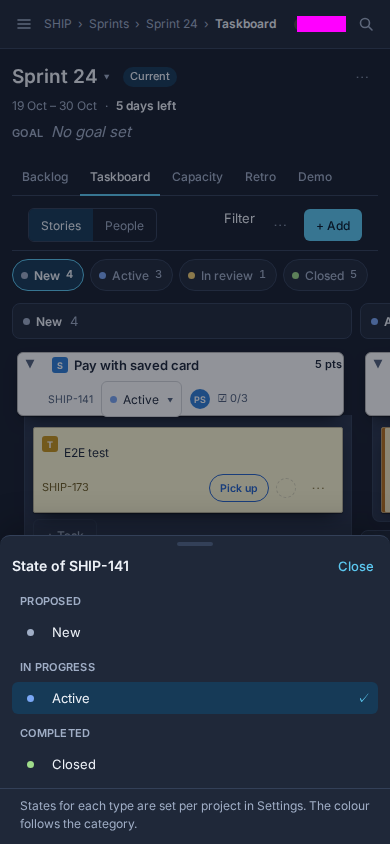 SHIP › Sprints › Sprint 24 › Taskboard
Sprint 24 ▾ Current ···
19 Oct – 30 Oct · 5 days left
GOAL No goal set
Backlog Taskboard Capacity Retro Demo
Stories People Filter ··· + Add
New 4 Active 3 In review 1 Closed 5
New 4 A
S Pay with saved card 5 pts
SHIP-141 Active ▾ PS ☑ 0/3
T E2E test
SHIP-173 Pick up ···
+ Task
State of SHIP-141 Close
PROPOSED
New
IN PROGRESS
Active ✓
COMPLETED
Closed
States for each type are set per project in Settings. The colour
follows the category.